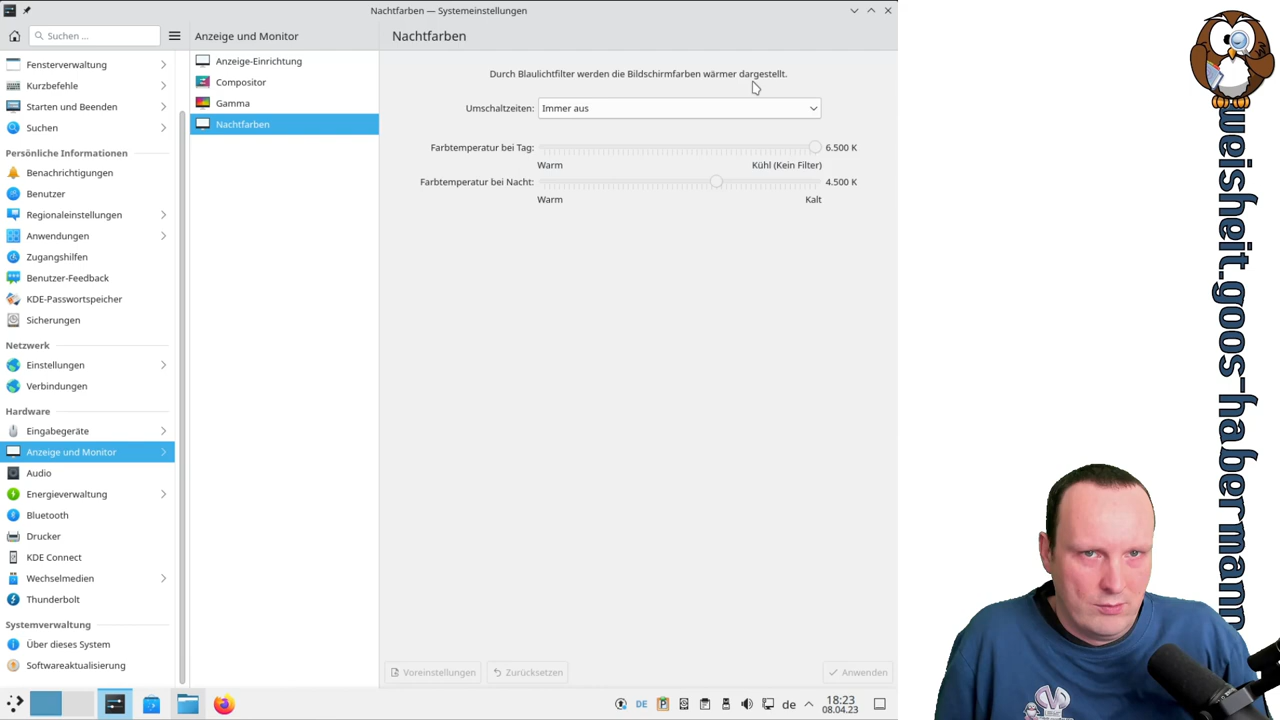 Nachtfarben — Systemeinstellungen
Suchen ...
Anzeige und Monitor
Nachtfarben
Fensterverwaltung
Kurzbefehle
Starten und Beenden
Suchen
Persönliche Informationen
Benachrichtigungen
Benutzer
Regionaleinstellungen
Anwendungen
Zugangshilfen
Benutzer-Feedback
KDE-Passwortspeicher
Sicherungen
Netzwerk
Einstellungen
Verbindungen
Hardware
Eingabegeräte
Anzeige und Monitor
Audio
Energieverwaltung
Bluetooth
Drucker
KDE Connect
Wechselmedien
Thunderbolt
Systemverwaltung
Über dieses System
Softwareaktualisierung
Anzeige-Einrichtung
Compositor
Gamma
Nachtfarben
Durch Blaulichtfilter werden die Bildschirmfarben wärmer dargestellt.
Umschaltzeiten: Immer aus
Farbtemperatur bei Tag: 6.500 K
Warm Kühl (Kein Filter)
Farbtemperatur bei Nacht: 4.500 K
Warm Kalt
Voreinstellungen Zurücksetzen Anwenden
DE de 18:23
08.04.23
weisheit.goos-habermann